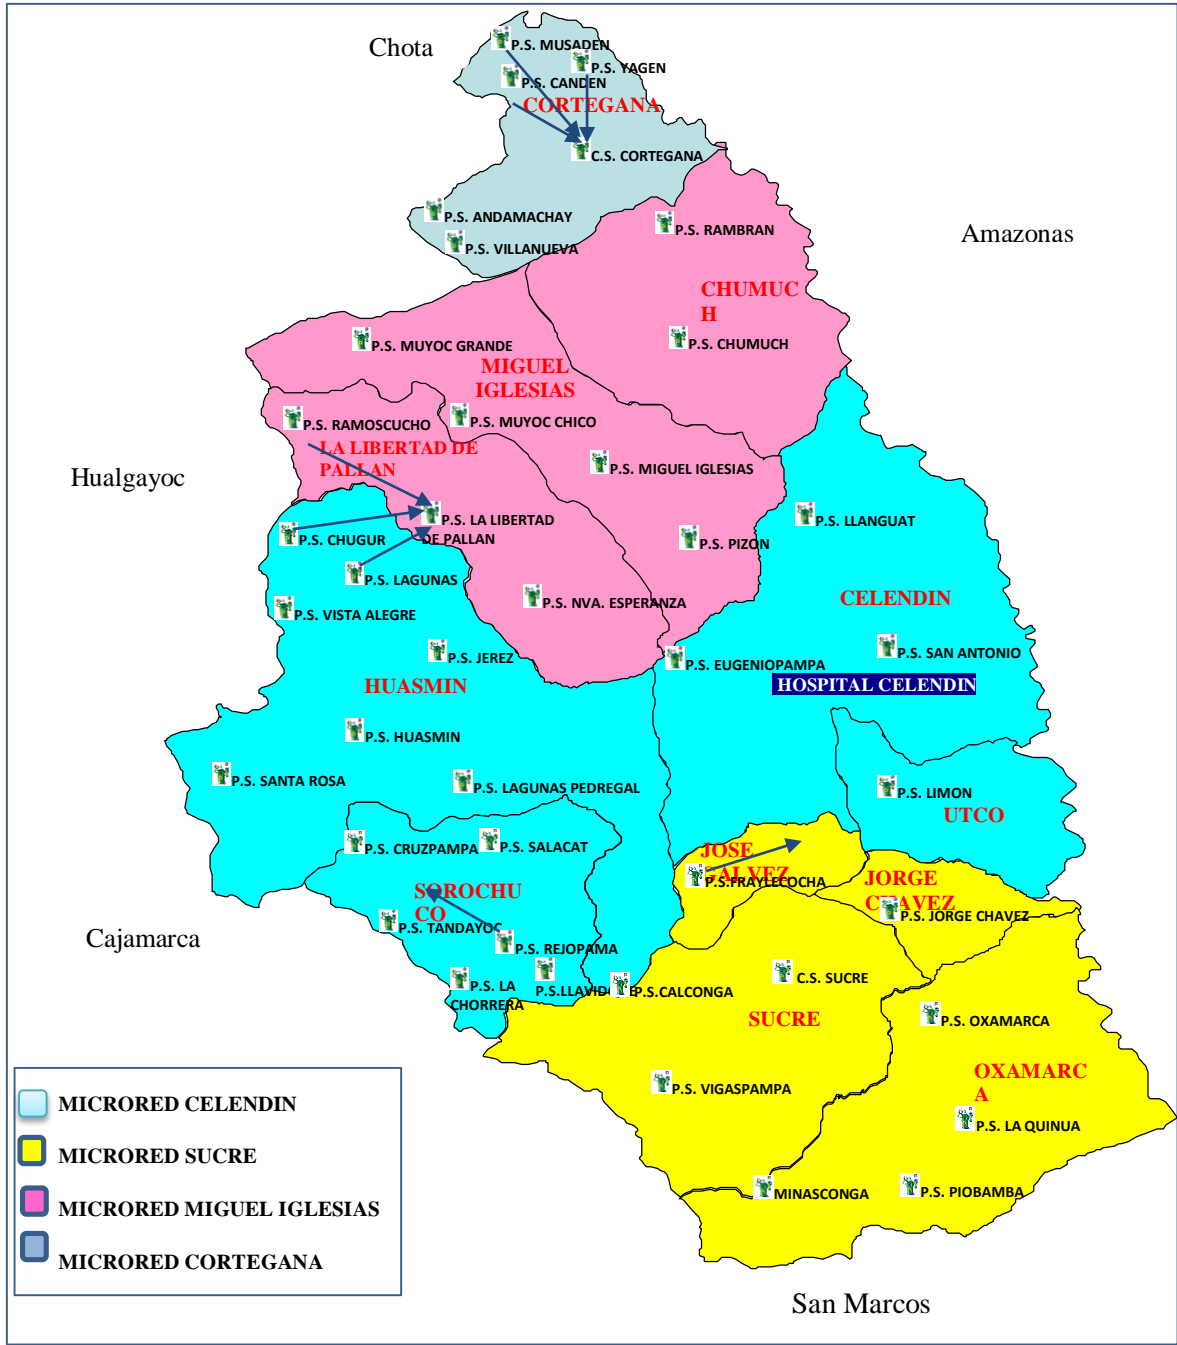 Chota
P.S. MUSADEN
P.S. YAGEN
P.S. CANDEN
CORTEGANA
C.S. CORTEGANA
P.S. ANDAMACHAY
P.S. VILLANUEVA
P.S. RAMBRAN
Amazonas
CHUMUC
H
P.S. CHUMUCH
P.S. MUYOC GRANDE
MIGUEL
IGLESIAS
P.S. RAMOSCUCHO
P.S. MUYOC CHICO
LA LIBERTAD DE
PALLAN
P.S. MIGUEL IGLESIAS
Hualgayoc
P.S. LA LIBERTAD
DE PALLAN
P.S. LLANGUAT
P.S. CHUGUR
P.S. PIZON
P.S. LAGUNAS
P.S. NVA. ESPERANZA
CELENDIN
P.S. VISTA ALEGRE
P.S. JEREZ
P.S. EUGENIOPAMPA
P.S. SAN ANTONIO
HUASMIN
HOSPITAL CELENDIN
P.S. HUASMIN
P.S. SANTA ROSA
P.S. LAGUNAS PEDREGAL
P.S. LIMON
UTCO
P.S. CRUZPAMPA
P.S. SALACAT
JOSE
GALVEZ
P.S.FRAYLECOCHA
JORGE
CHAVEZ
P.S. JORGE CHAVEZ
SOROCHU
CO
P.S. TANDAYOC
Cajamarca
P.S. REJOPAMA
P.S. LA
CHORRERA
P.S.CALCONGA
C.S. SUCRE
SUCRE
P.S. OXAMARCA
P.S. VIGASPAMPA
OXAMARC
A
P.S. LA QUINUA
MINASCONGA
P.S. PIOBAMBA
MICRORED CELENDIN
MICRORED SUCRE
MICRORED MIGUEL IGLESIAS
MICRORED CORTEGANA
San Marcos